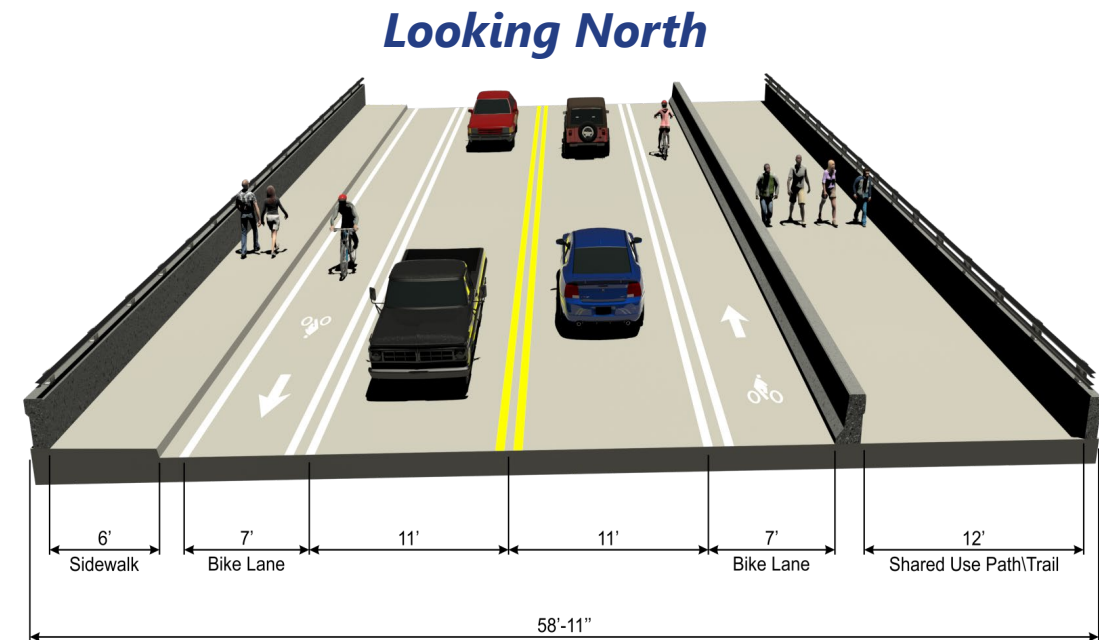 Looking North
6’
7’
11’
11’
7’
12’
Sidewalk
Bike Lane
Bike Lane
Shared Use Path\Trail
58’-11”